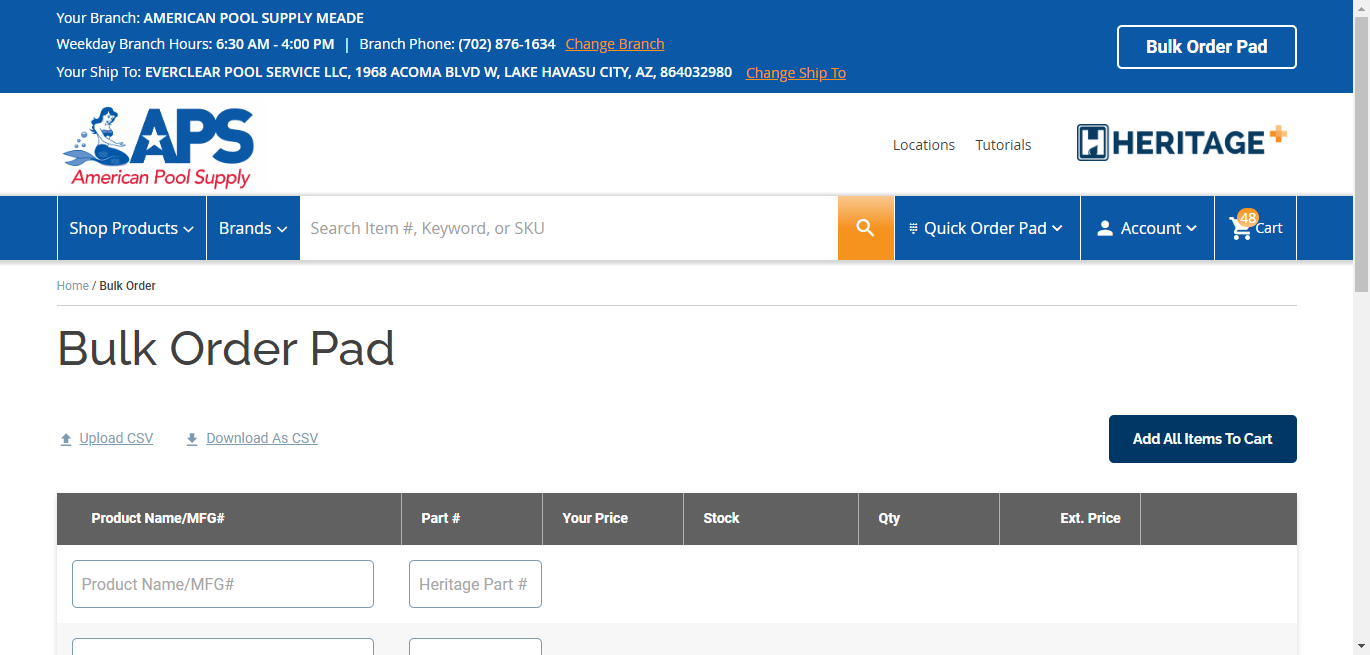 Your Branch: AMERICAN POOL SUPPLY MEADE
Weekday Branch Hours: 6:30 AM - 4:00 PM | Branch Phone: (702) 876-1634 Change Branch
Your Ship To: EVERCLEAR POOL SERVICE LLC, 1968 ACOMA BLVD W, LAKE HAVASU CITY, AZ, 864032980 Change Ship To
Bulk Order Pad
APS
American Pool Supply
Locations Tutorials
HERITAGE+
Shop Products Brands Search Item #, Keyword, or SKU Quick Order Pad Account 48 Cart
Home / Bulk Order
Bulk Order Pad
Upload CSV Download As CSV Add All Items To Cart
Product Name/MFG# Part # Your Price Stock Qty Ext. Price
Product Name/MFG# Heritage Part #